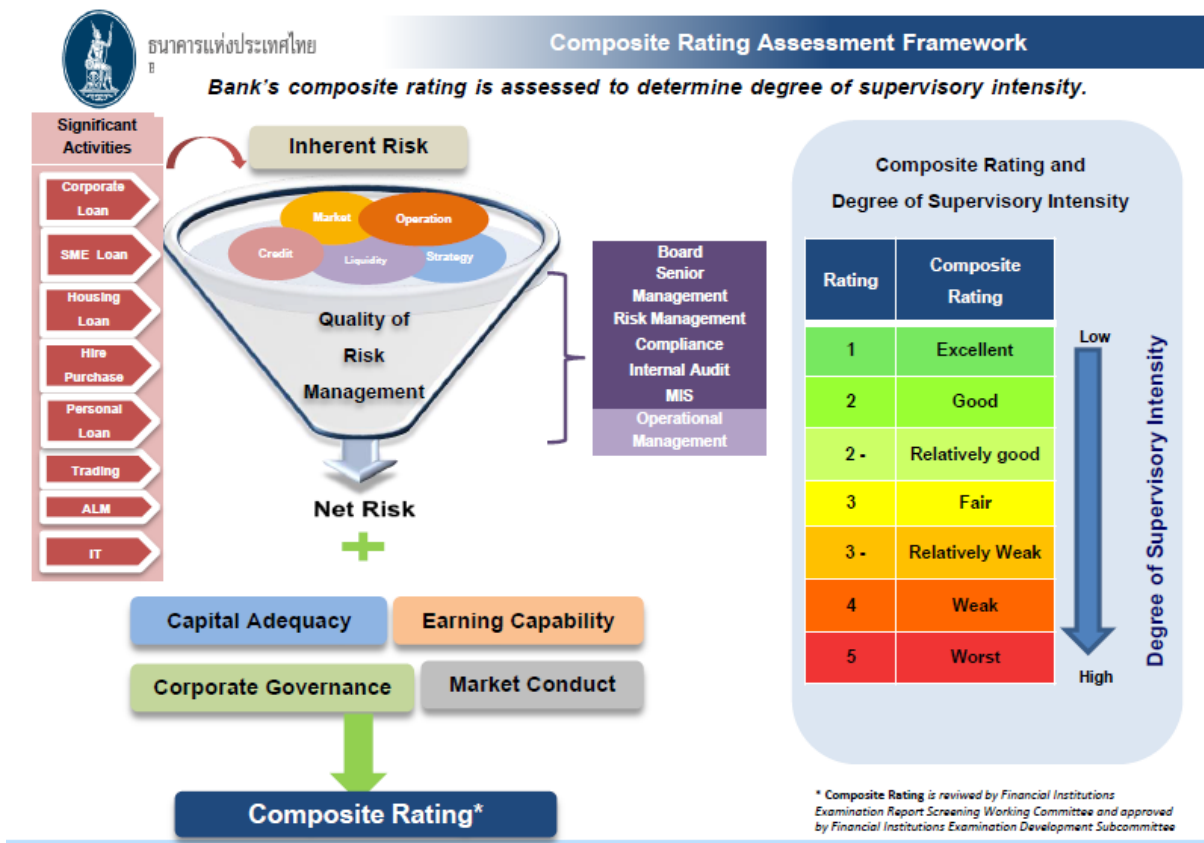 ธนาคารแห่งประเทศไทย
Composite Rating Assessment Framework
Bank's composite rating is assessed to determine degree of supervisory intensity.
Significant
Activities
Corporate
Loan
SME Loan
Housing
Loan
Hire
Purchase
Personal
Loan
Trading
ALM
IT
Inherent Risk
Market
Operation
Credit
Liquidity
Strategy
Quality of
Risk
Management
Board
Senior
Management
Risk Management
Compliance
Internal Audit
MIS
Operational
Management
Net Risk
+
Capital Adequacy
Earning Capability
Corporate Governance
Market Conduct
Composite Rating*
Composite Rating and
Degree of Supervisory Intensity
Rating
Composite
Rating
1 Excellent
2 Good
2 - Relatively good
3 Fair
3 - Relatively Weak
4 Weak
5 Worst
Low
High
Degree of Supervisory Intensity
* Composite Rating is reviwed by Financial Institutions
Examination Report Screening Working Committee and approved
by Financial Institutions Examination Development Subcommittee